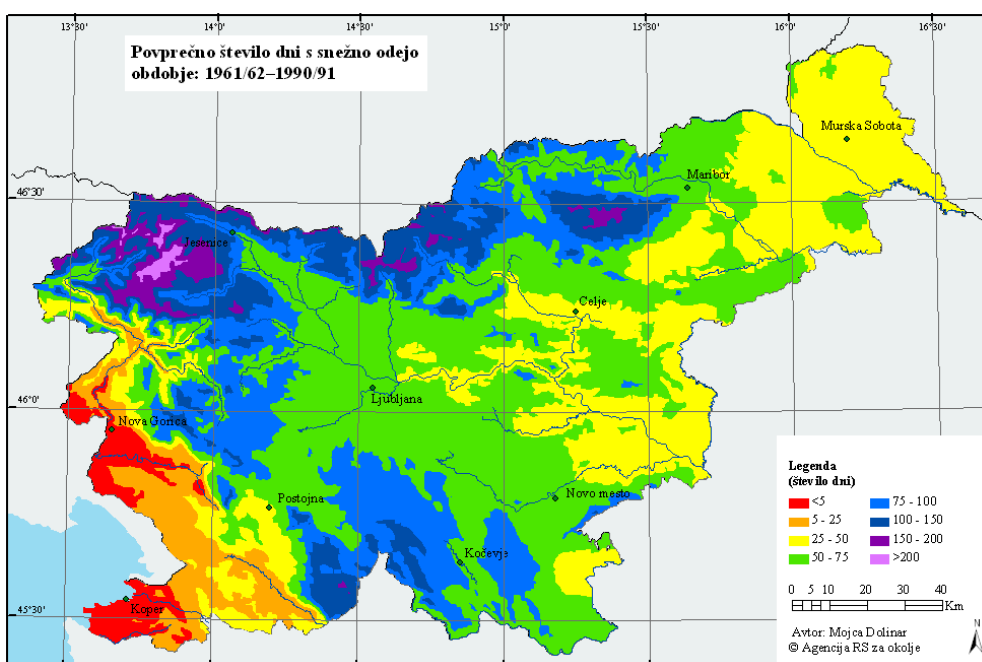 13°30' 14°0' 14°30' 15°0' 15°30' 16°0' 16°30'
Povprečno število dni s snežno odejo
obdobje: 1961/62–1990/91
Murska Sobota
Maribor
46°30'
Jesenice
Celje
Ljubljana
46°0'
Nova Gorica
Postojna
Novo mesto
Kočevje
Koper
45°30'
Legenda
(število dni)
<5 75 - 100
5 - 25 100 - 150
25 - 50 150 - 200
50 - 75 >200
0 5 10 20 30 40
Km
Avtor: Mojca Dolinar
© Agencija RS za okolje
N